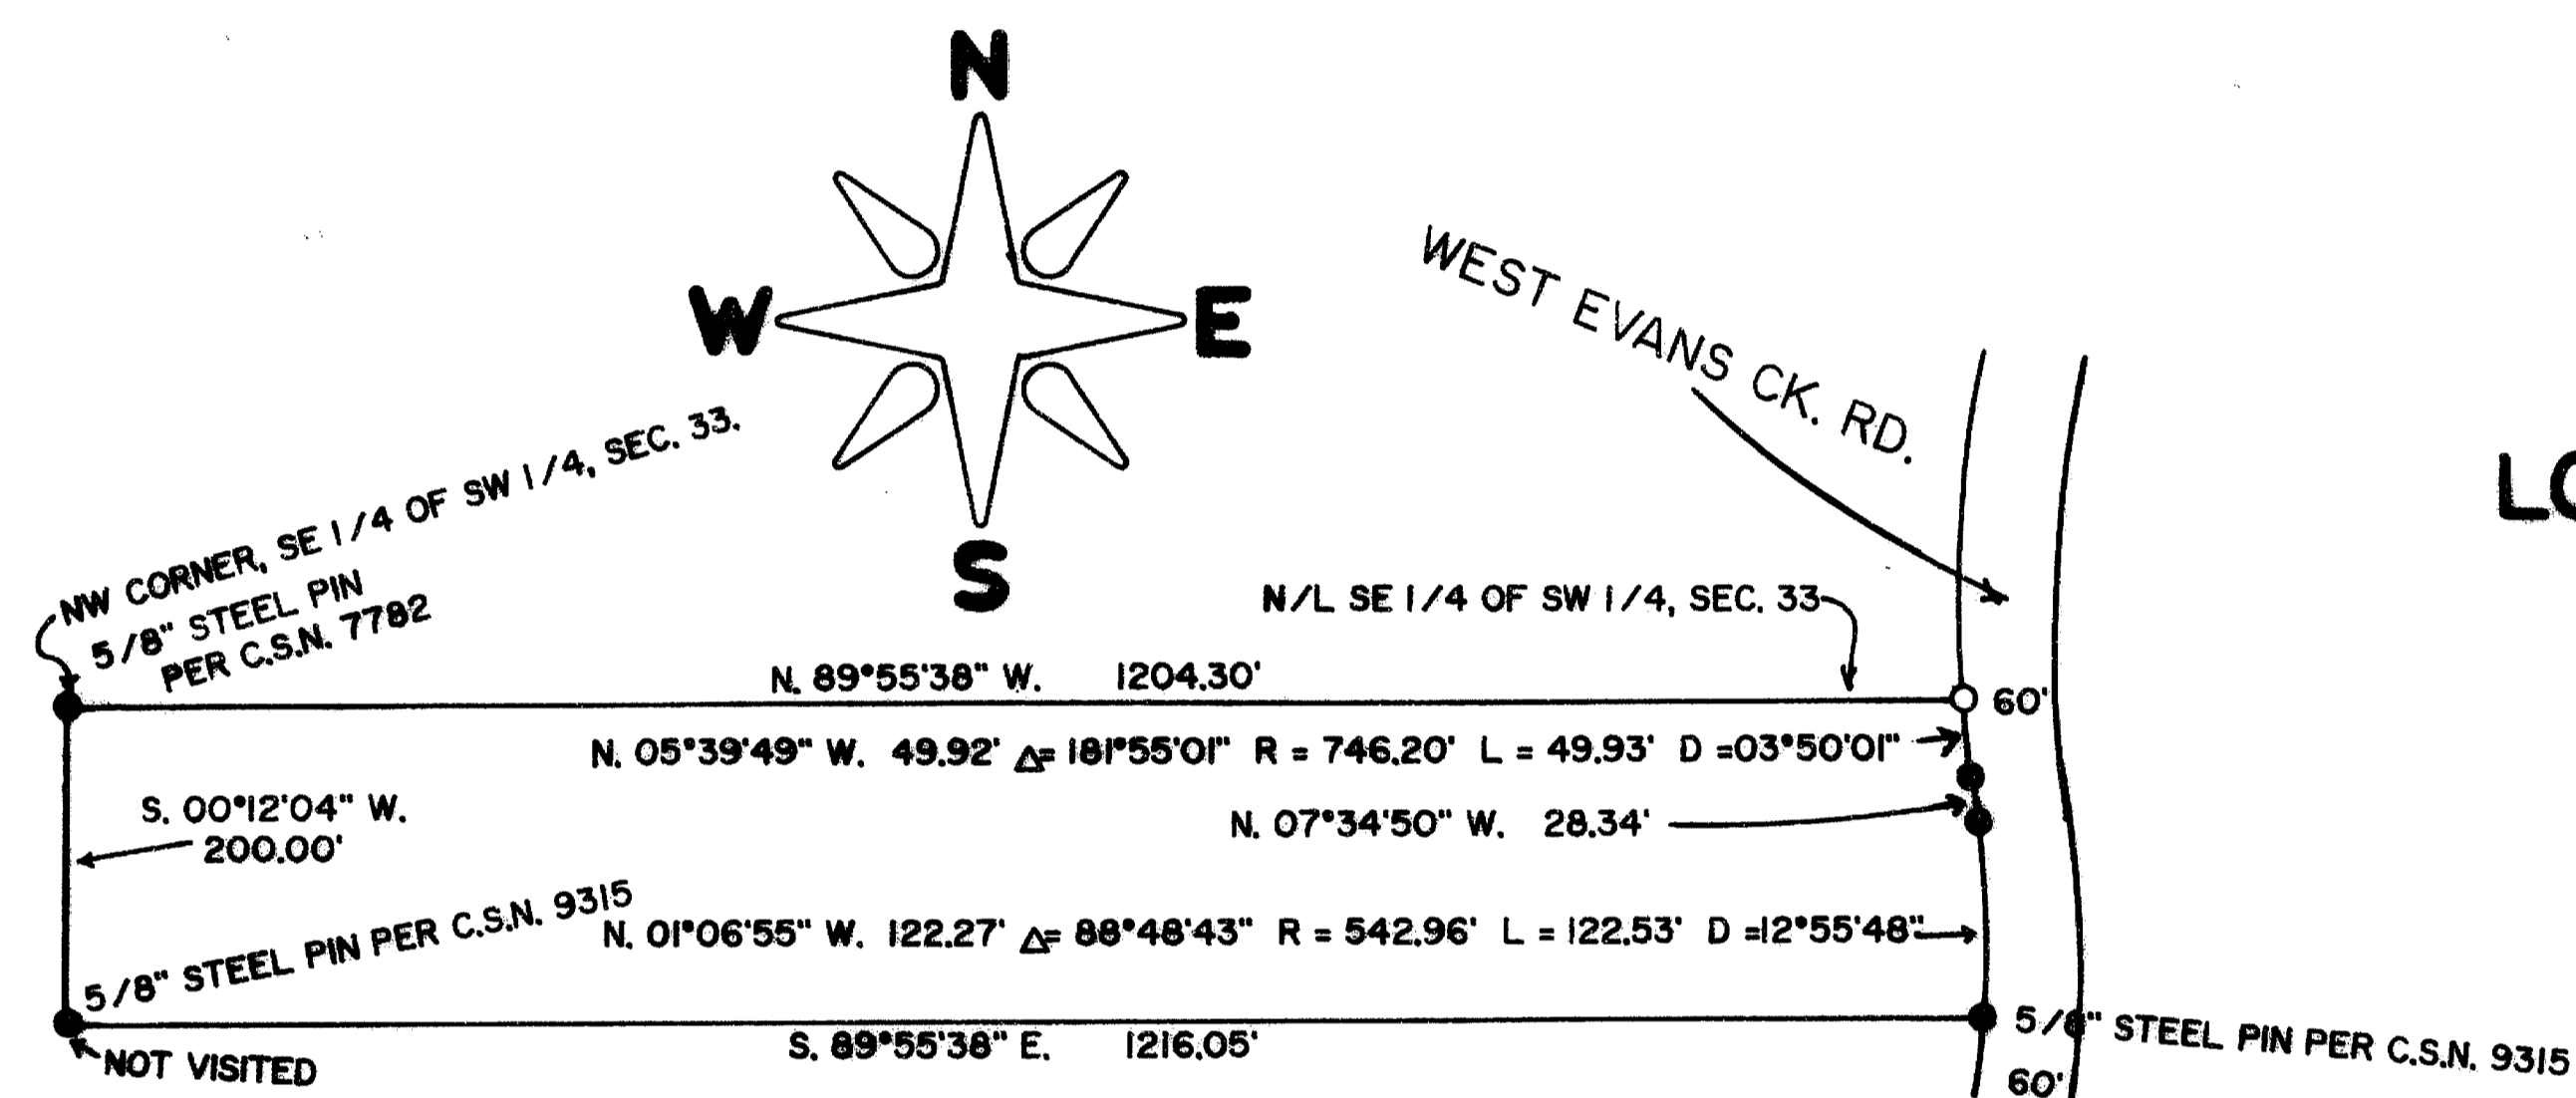 N
W
E
S
WEST EVANS CK. RD.
LO
NW CORNER, SE 1/4 OF SW 1/4, SEC. 33.
5/8" STEEL PIN
PER C.S.N. 7782
N/L SE 1/4 OF SW 1/4, SEC. 33
N. 89°55'38" W. 1204.30'
60'
N. 05°39'49" W. 49.92' Δ= 181°55'01" R = 746.20' L = 49.93' D =03°50'01"
S. 00°12'04" W.
200.00'
N. 07°34'50" W. 28.34'
5/8" STEEL PIN PER C.S.N. 9315
N. 01°06'55" W. 122.27' Δ= 88°48'43" R = 542.96' L = 122.53' D =12°55'48"
S. 89°55'38" E. 1216.05'
NOT VISITED
5/8" STEEL PIN PER C.S.N. 9315
60'